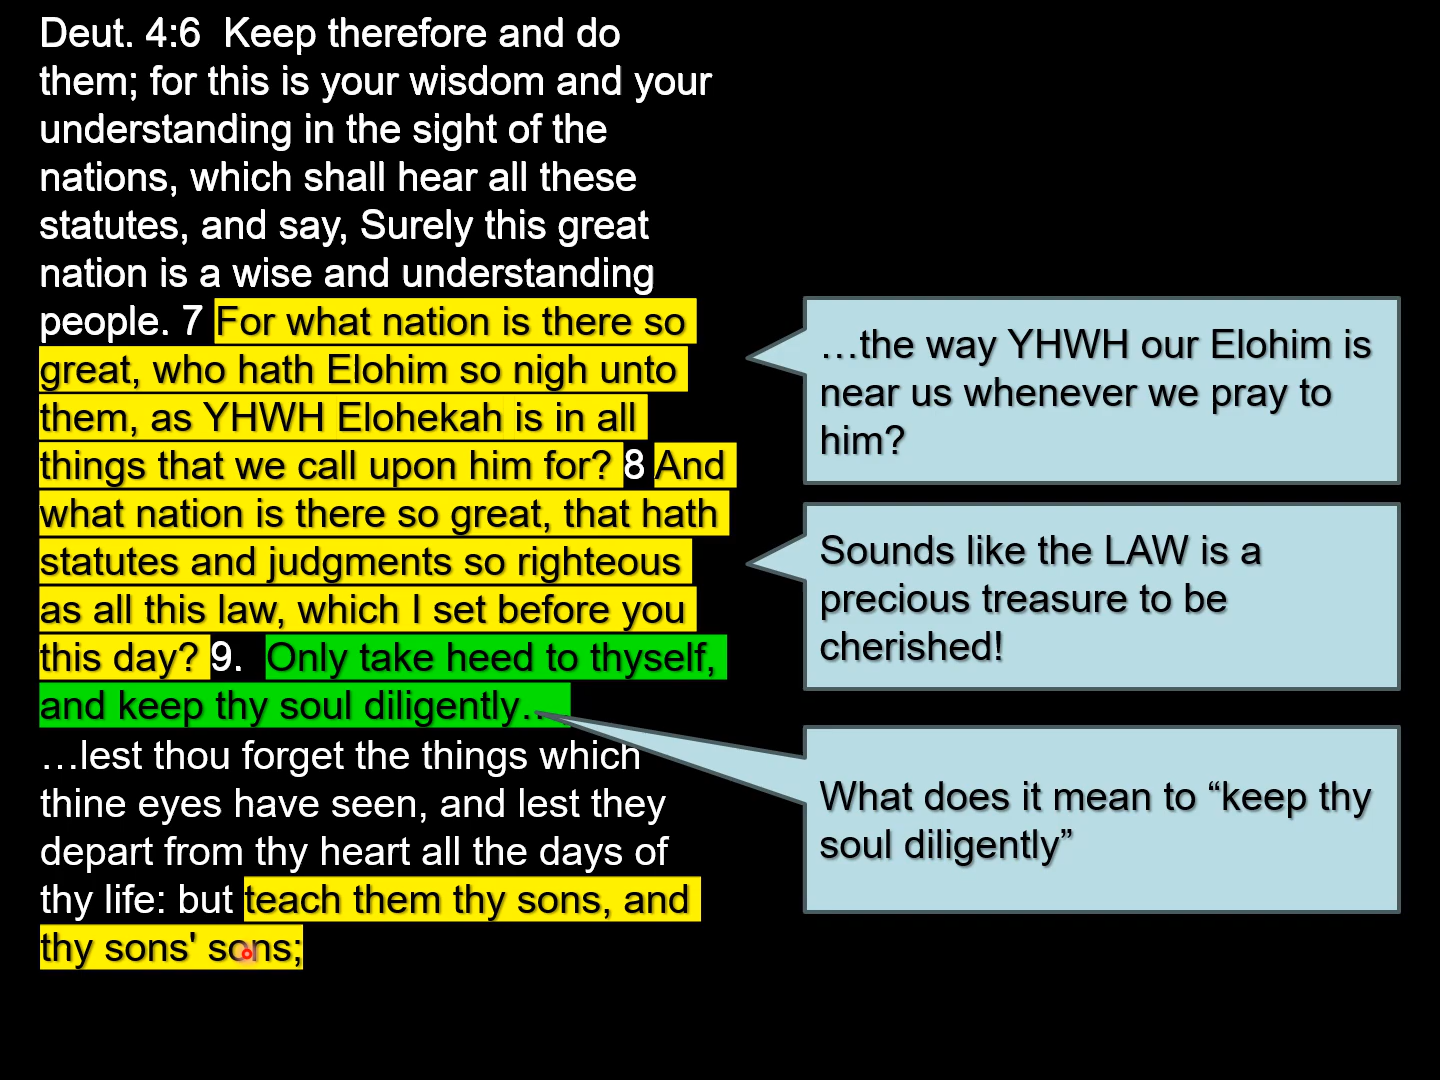 Deut. 4:6  Keep therefore and do
them; for this is your wisdom and your
understanding in the sight of the
nations, which shall hear all these
statutes, and say, Surely this great
nation is a wise and understanding
people. 7 For what nation is there so
great, who hath Elohim so nigh unto
them, as YHWH Elohekah is in all
things that we call upon him for? 8 And
what nation is there so great, that hath
statutes and judgments so righteous
as all this law, which I set before you
this day? 9.  Only take heed to thyself,
and keep thy soul diligently…
…lest thou forget the things which
thine eyes have seen, and lest they
depart from thy heart all the days of
thy life: but teach them thy sons, and
thy sons' sons;
…the way YHWH our Elohim is
near us whenever we pray to
him?
Sounds like the LAW is a
precious treasure to be
cherished!
What does it mean to “keep thy
soul diligently”